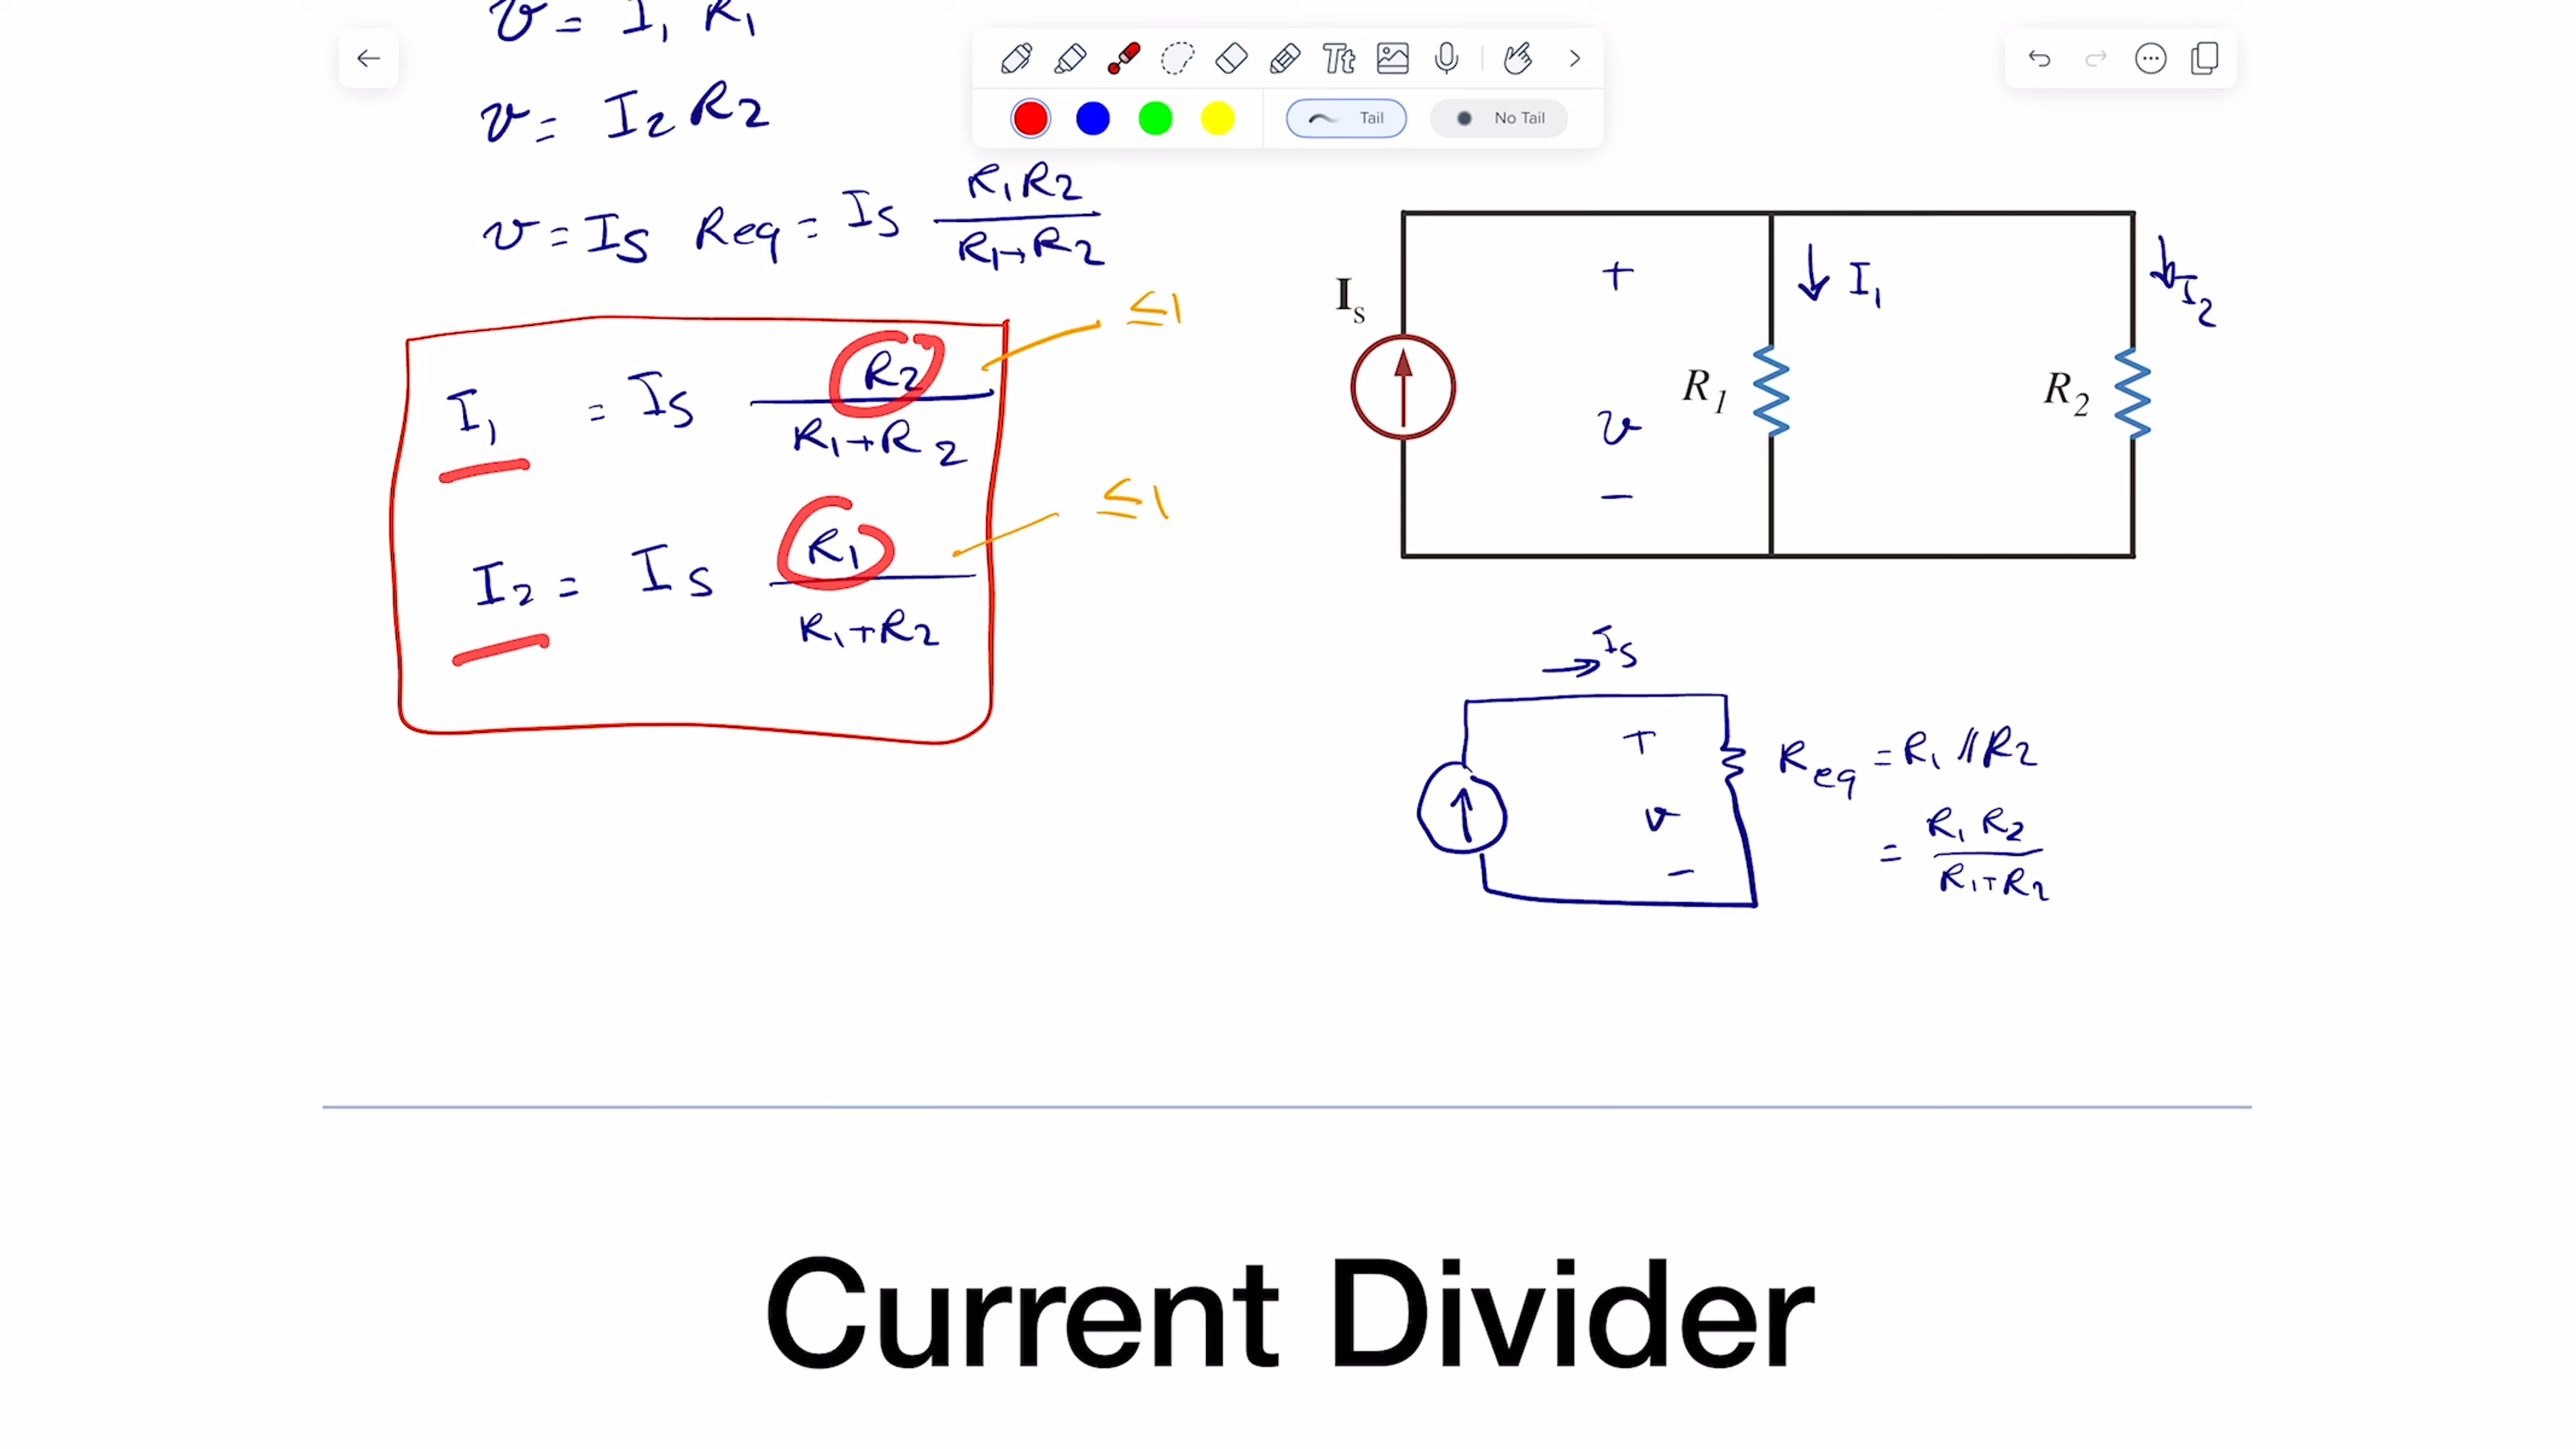 v = I1 R1
v = I2 R2
v = Is Req = Is R1R2
R1+R2
I1 = Is R2
R1+R2
≤1
I2 = Is R1
R1+R2
≤1
Tt
Tail
No Tail
Is
+
v
−
R1
↓ I1
R2
↓ I2
→ Is
+
v
−
Req = R1 // R2
= R1 R2
R1+R2
Current Divider